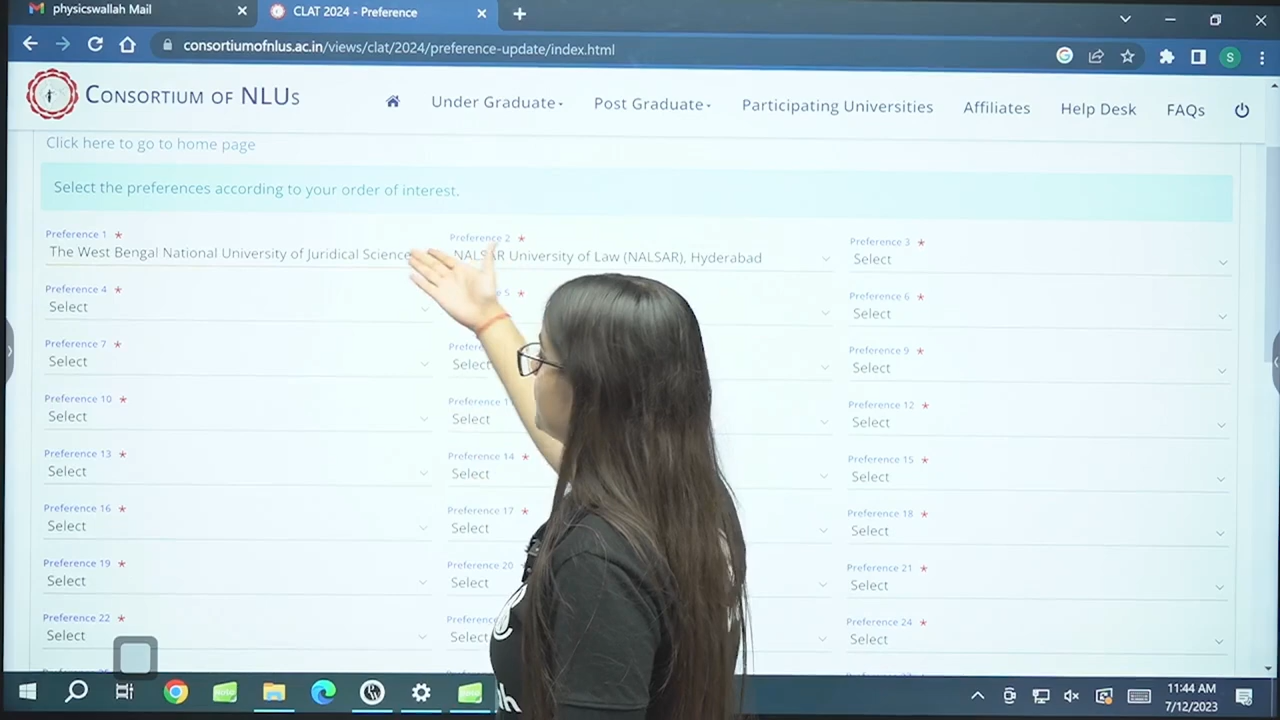 physicswallah Mail
CLAT 2024 - Preference
consortiumofnlus.ac.in/views/clat/2024/preference-update/index.html
S
CONSORTIUM OF NLUS
Under Graduate
Post Graduate
Participating Universities
Affiliates
Help Desk
FAQs
Click here to go to home page
Select the preferences according to your order of interest.
Preference 1 *
Preference 2 *
Preference 3 *
The West Bengal National University of Juridical Science
NALSAR University of Law (NALSAR), Hyderabad
Select
Preference 4 *
5 *
Preference 6 *
Select
Select
Preference 7 *
Prefere
Preference 9 *
Select
Select
Select
Preference 10 *
Preference 1
Preference 12 *
Select
Select
Select
Preference 13 *
Preference 14 *
Preference 15 *
Select
Select
Select
Preference 16 *
Preference 17 *
Preference 18 *
Select
Select
Select
Preference 19 *
Preference 20
Preference 21 *
Select
Select
Select
Preference 22 *
Preference
Preference 24 *
Select
Select
Select
11:44 AM
7/12/2023